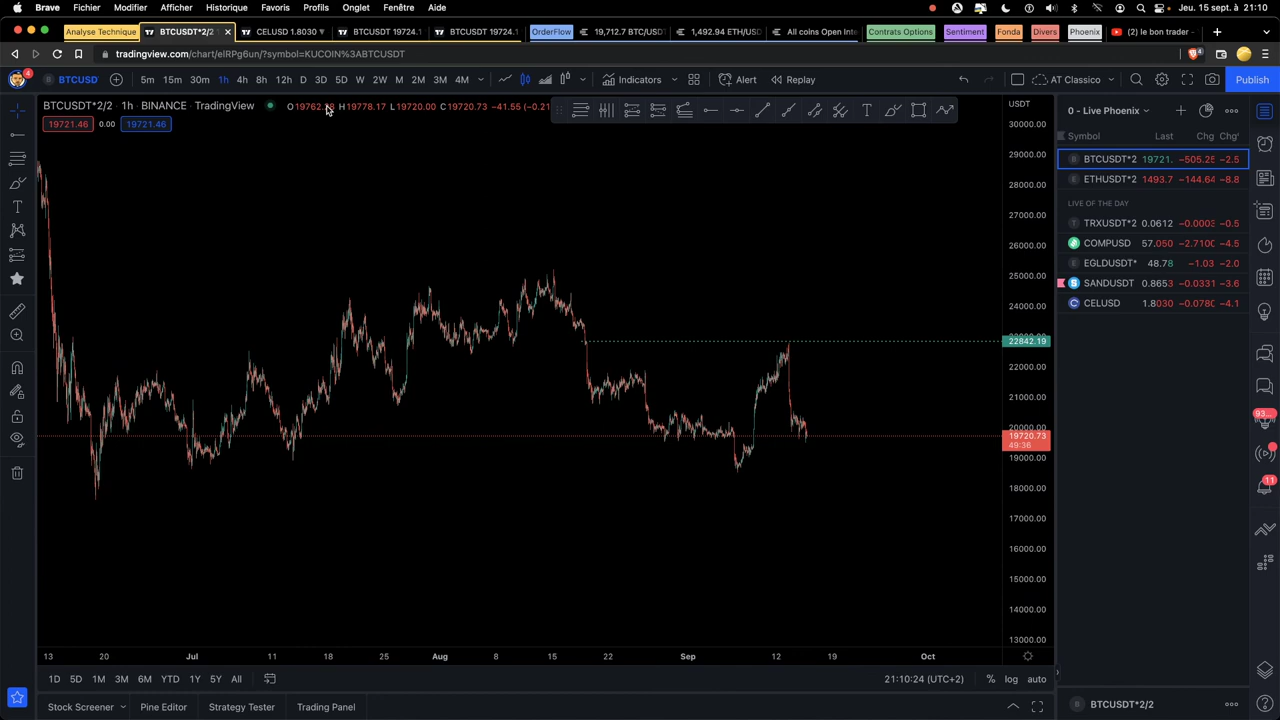 Brave Fichier Modifier Afficher Historique Favoris Profils Onglet Fenêtre Aide Jeu. 15 sept. à 21:10
Analyse Technique BTCUSDT*2/2 CELUSD 1.8030 BTCUSDT 19724.1 BTCUSDT 19724.1 OrderFlow 19,712.7 BTC/USD 1,492.94 ETH/USD All coins Open Inte Contrats Options Sentiment Fonda Divers Phoenix (2) le bon trader -
tradingview.com/chart/elRPg6un/?symbol=KUCOIN%3ABTCUSDT
BTCUSD 5m 15m 30m 1h 4h 8h 12h D 3D 5D W 2W M 2M 3M 4M Indicators Alert Replay AT Classico Publish
BTCUSDT*2/2 · 1h · BINANCE · TradingView H19778.17 L19720.00 C19720.73 −41.55 (−0.21
19721.46 0.00 19721.46
USDT
30000.00
29000.00
28000.00
27000.00
26000.00
25000.00
24000.00
22842.19
22000.00
21000.00
20000.00
19720.73
49:36
19000.00
18000.00
17000.00
16000.00
15000.00
14000.00
13000.00
13 20 Jul 11 18 25 Aug 8 15 22 Sep 12 19 Oct
1D 5D 1M 3M 6M YTD 1Y 5Y All 21:10:24 (UTC+2) % log auto
Stock Screener Pine Editor Strategy Tester Trading Panel
0 - Live Phoenix
Symbol Last Chg Chg
BTCUSDT*2 19721. −505.25 −2.5
ETHUSDT*2 1493.7 −144.64 −8.8
LIVE OF THE DAY
TRXUSDT*2 0.0612 −0.0003 −0.5
COMPUSD 57.050 −2.7100 −4.5
EGLDUSDT* 48.78 −1.03 −2.0
SANDUSDT 0.8653 −0.0331 −3.6
CELUSD 1.8030 −0.0780 −4.1
BTCUSDT*2/2
4
93...
11